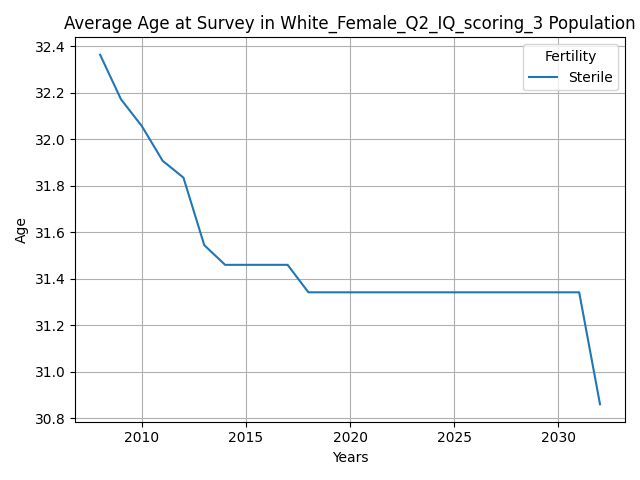 Average Age at Survey in White_Female_Q2_IQ_scoring_3 Population
32.4
32.2
32.0
31.8
31.6
31.4
31.2
31.0
30.8
Age
Fertility
Sterile
2010
2015
2020
2025
2030
Years